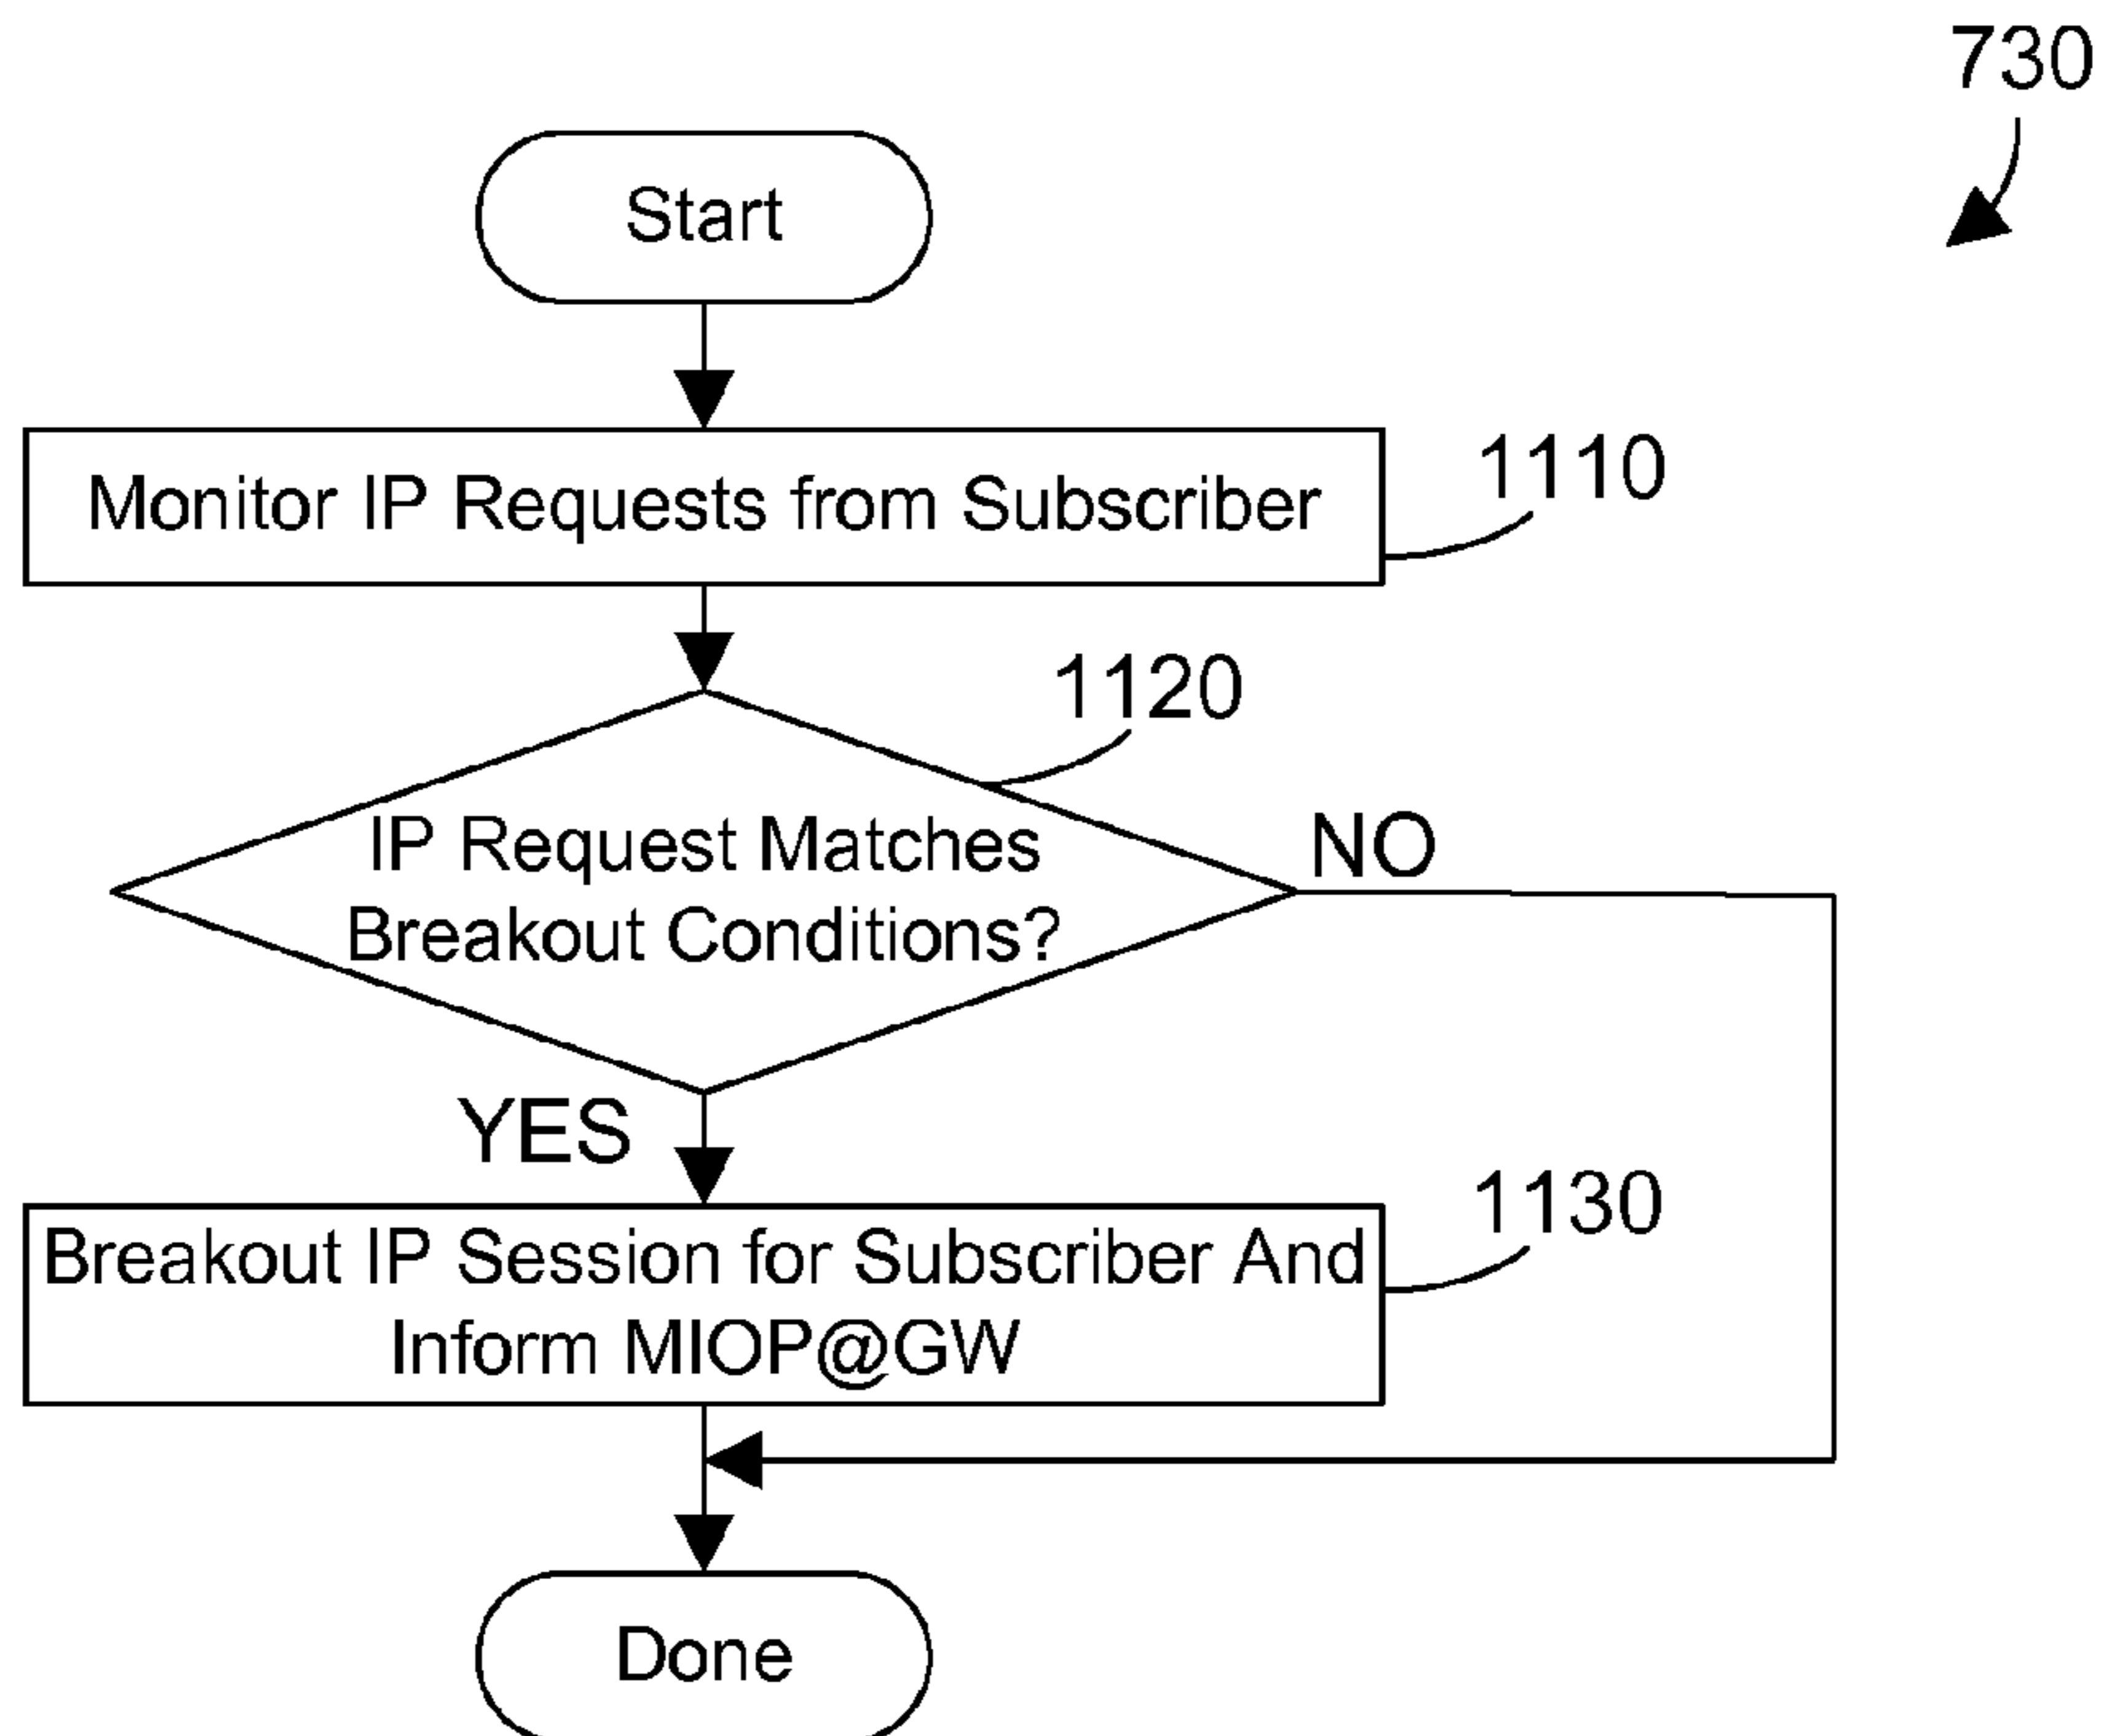 730
Start
Monitor IP Requests from Subscriber
1110
1120
IP Request Matches
Breakout Conditions?
NO
YES
1130
Breakout IP Session for Subscriber And
Inform MIOP@GW
Done